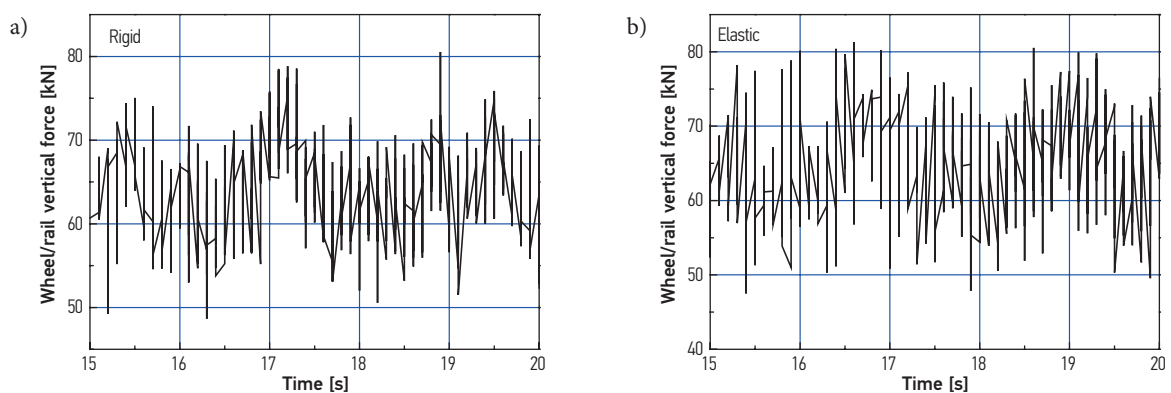 a)
Rigid
Wheel/rail vertical force [kN]
80
70
60
50
15 16 17 18 19 20
Time [s]
b)
Elastic
Wheel/rail vertical force [kN]
80
70
60
50
40
15 16 17 18 19 20
Time [s]